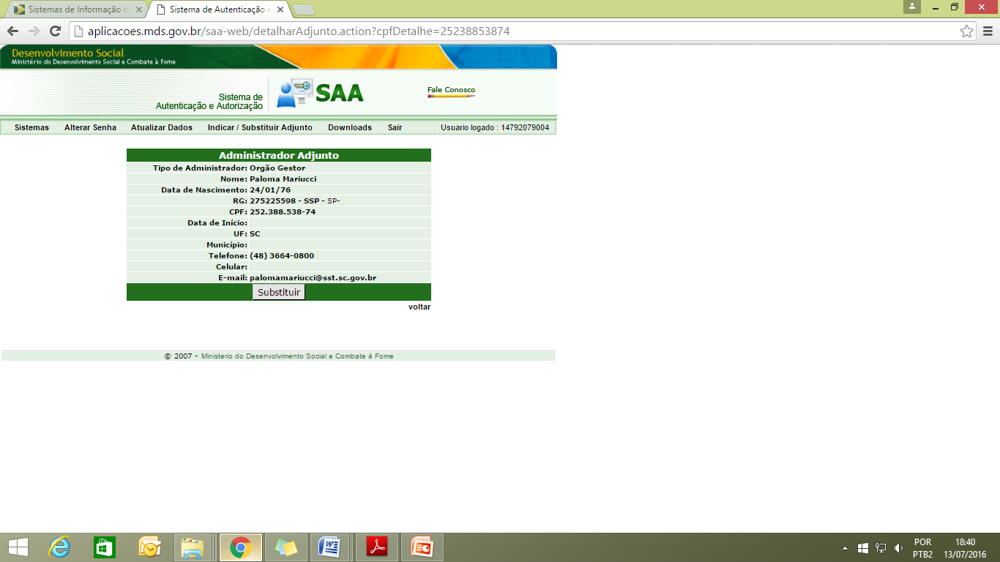 Sistemas de Informação d
Sistema de Autenticação e
aplicacoes.mds.gov.br/saa-web/detalharAdjunto.action?cpfDetalhe=25238853874
Desenvolvimento Social
Ministério do Desenvolvimento Social e Combate à Fome
Sistema de
Autenticação e Autorização
SAA
Fale Conosco
Sistemas Alterar Senha Atualizar Dados Indicar / Substituir Adjunto Downloads Sair Usuario logado : 14792079004
Administrador Adjunto
Tipo de Administrador: Orgão Gestor
Nome: Paloma Mariucci
Data de Nascimento: 24/01/76
RG: 275225598 - SSP - SP-
CPF: 252.388.538-74
Data de Início:
UF: SC
Município:
Telefone: (48) 3664-0800
Celular:
E-mail: palomamariucci@sst.sc.gov.br
Substituir
voltar
© 2007 - Ministerio do Desenvolvimento Social e Combate à Fome
POR 18:40
PTB2 13/07/2016